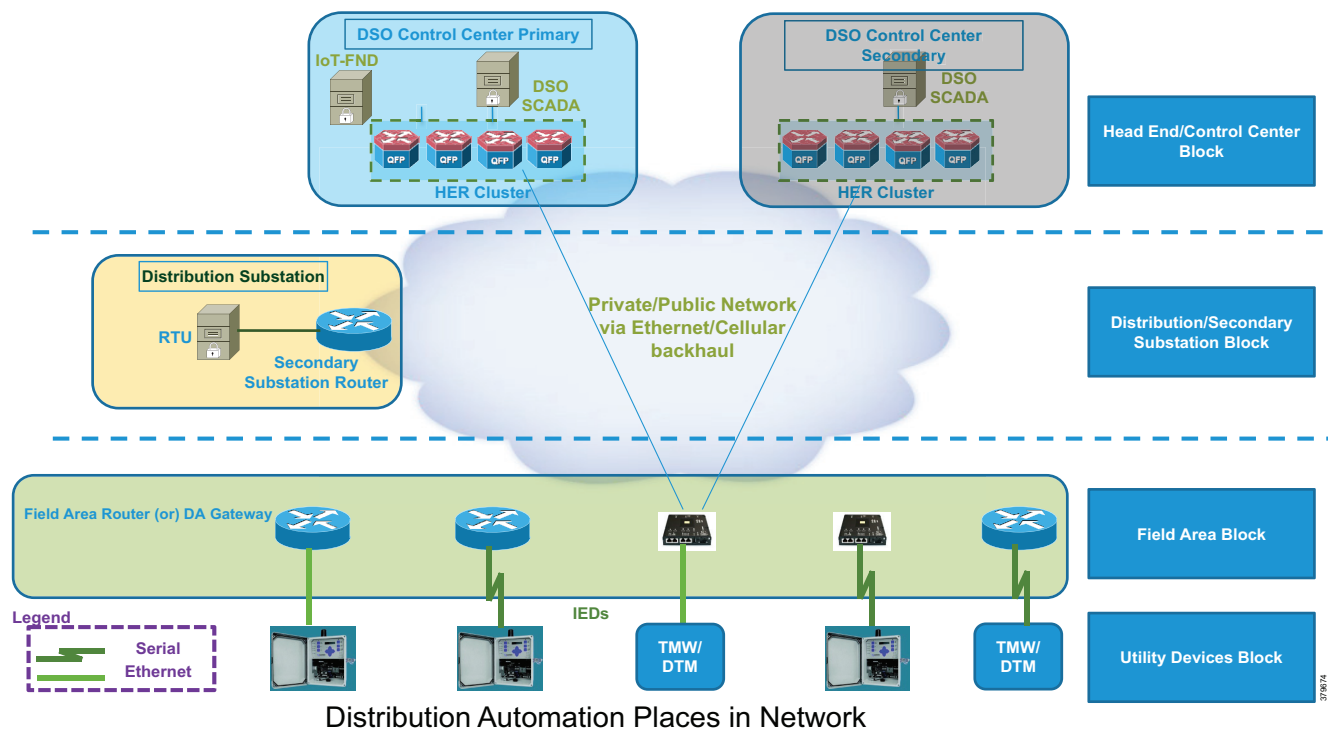 DSO Control Center Primary
IoT-FND
DSO
SCADA
QFP
QFP
QFP
QFP
HER Cluster
DSO Control Center
Secondary
DSO
SCADA
QFP
QFP
QFP
QFP
HER Cluster
Head End/Control Center
Block
Distribution Substation
RTU
Secondary
Substation Router
Private/Public Network
via Ethernet/Cellular
backhaul
Distribution/Secondary
Substation Block
Field Area Router (or) DA Gateway
Field Area Block
Legend
Serial
Ethernet
IEDs
TMW/
DTM
TMW/
DTM
Utility Devices Block
379674
Distribution Automation Places in Network